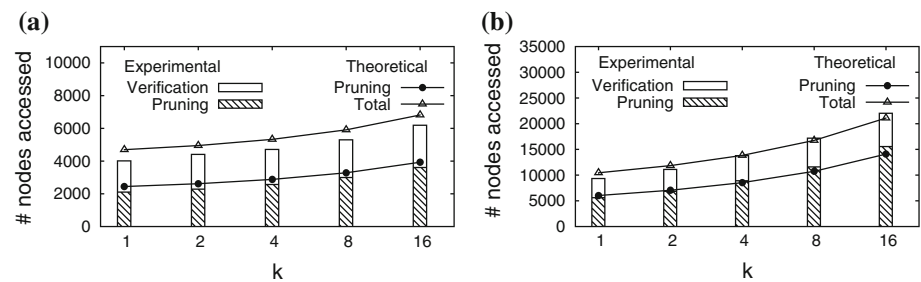 (a)
# nodes accessed
10000
8000
6000
4000
2000
0
Experimental
Verification
Pruning
Theoretical
Pruning
Total
1 2 4 8 16
k
(b)
# nodes accessed
35000
30000
25000
20000
15000
10000
5000
0
Experimental
Verification
Pruning
Theoretical
Pruning
Total
1 2 4 8 16
k